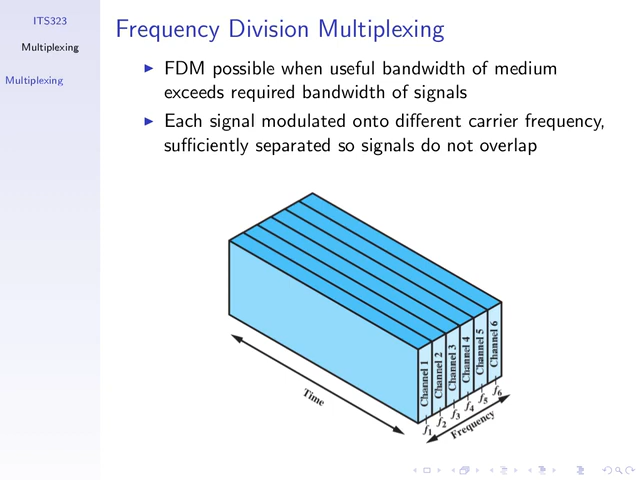 ITS323
Multiplexing
Multiplexing
Frequency Division Multiplexing
▶ FDM possible when useful bandwidth of medium
exceeds required bandwidth of signals
▶ Each signal modulated onto different carrier frequency,
sufficiently separated so signals do not overlap
Channel 1
Channel 2
Channel 3
Channel 4
Channel 5
Channel 6
f1
f2
f3
f4
f5
f6
Time
Frequency